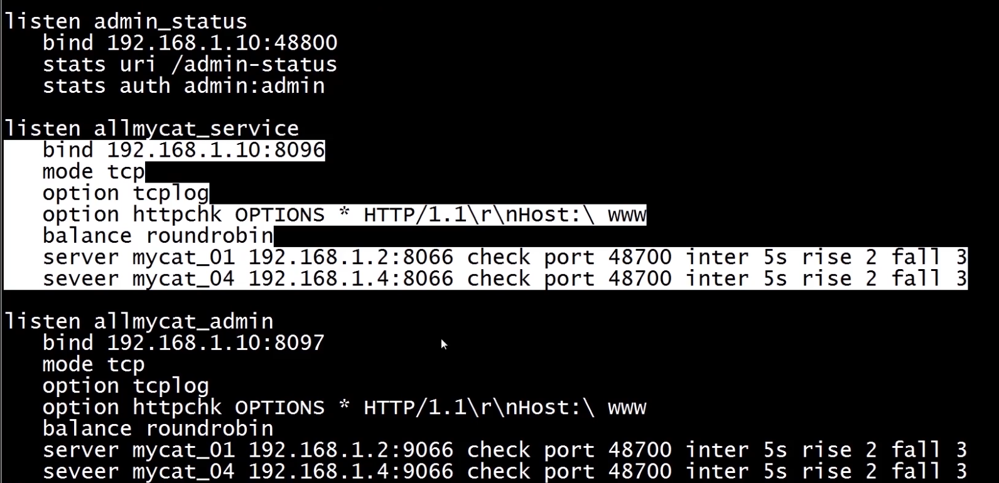 listen admin_status
bind 192.168.1.10:48800
stats uri /admin-status
stats auth admin:admin
listen allmycat_service
bind 192.168.1.10:8096
mode tcp
option tcplog
option httpchk OPTIONS * HTTP/1.1\r\nHost:\ www
balance roundrobin
server mycat_01 192.168.1.2:8066 check port 48700 inter 5s rise 2 fall 3
seveer mycat_04 192.168.1.4:8066 check port 48700 inter 5s rise 2 fall 3
listen allmycat_admin
bind 192.168.1.10:8097
mode tcp
option tcplog
option httpchk OPTIONS * HTTP/1.1\r\nHost:\ www
balance roundrobin
server mycat_01 192.168.1.2:9066 check port 48700 inter 5s rise 2 fall 3
seveer mycat_04 192.168.1.4:9066 check port 48700 inter 5s rise 2 fall 3